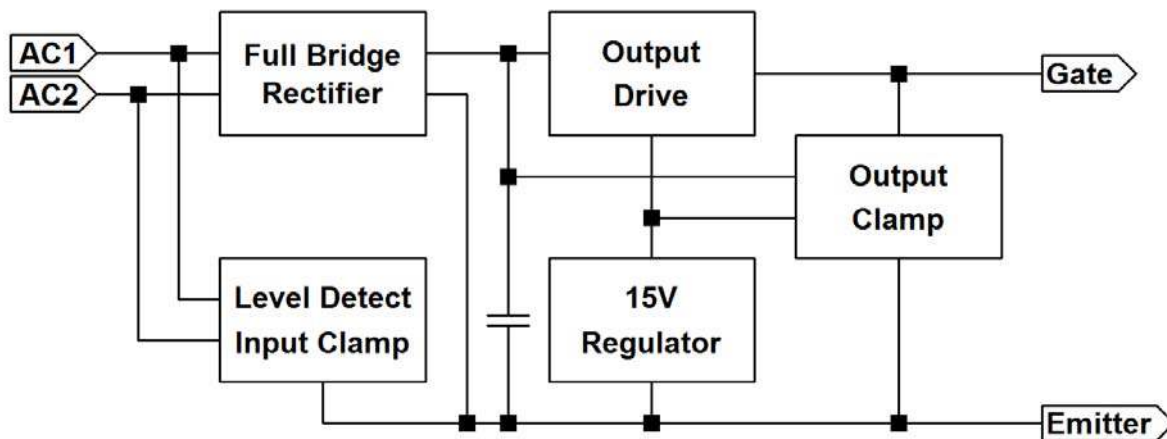 AC1
AC2
Full Bridge
Rectifier
Output
Drive
Gate
Output
Clamp
Level Detect
Input Clamp
15V
Regulator
Emitter